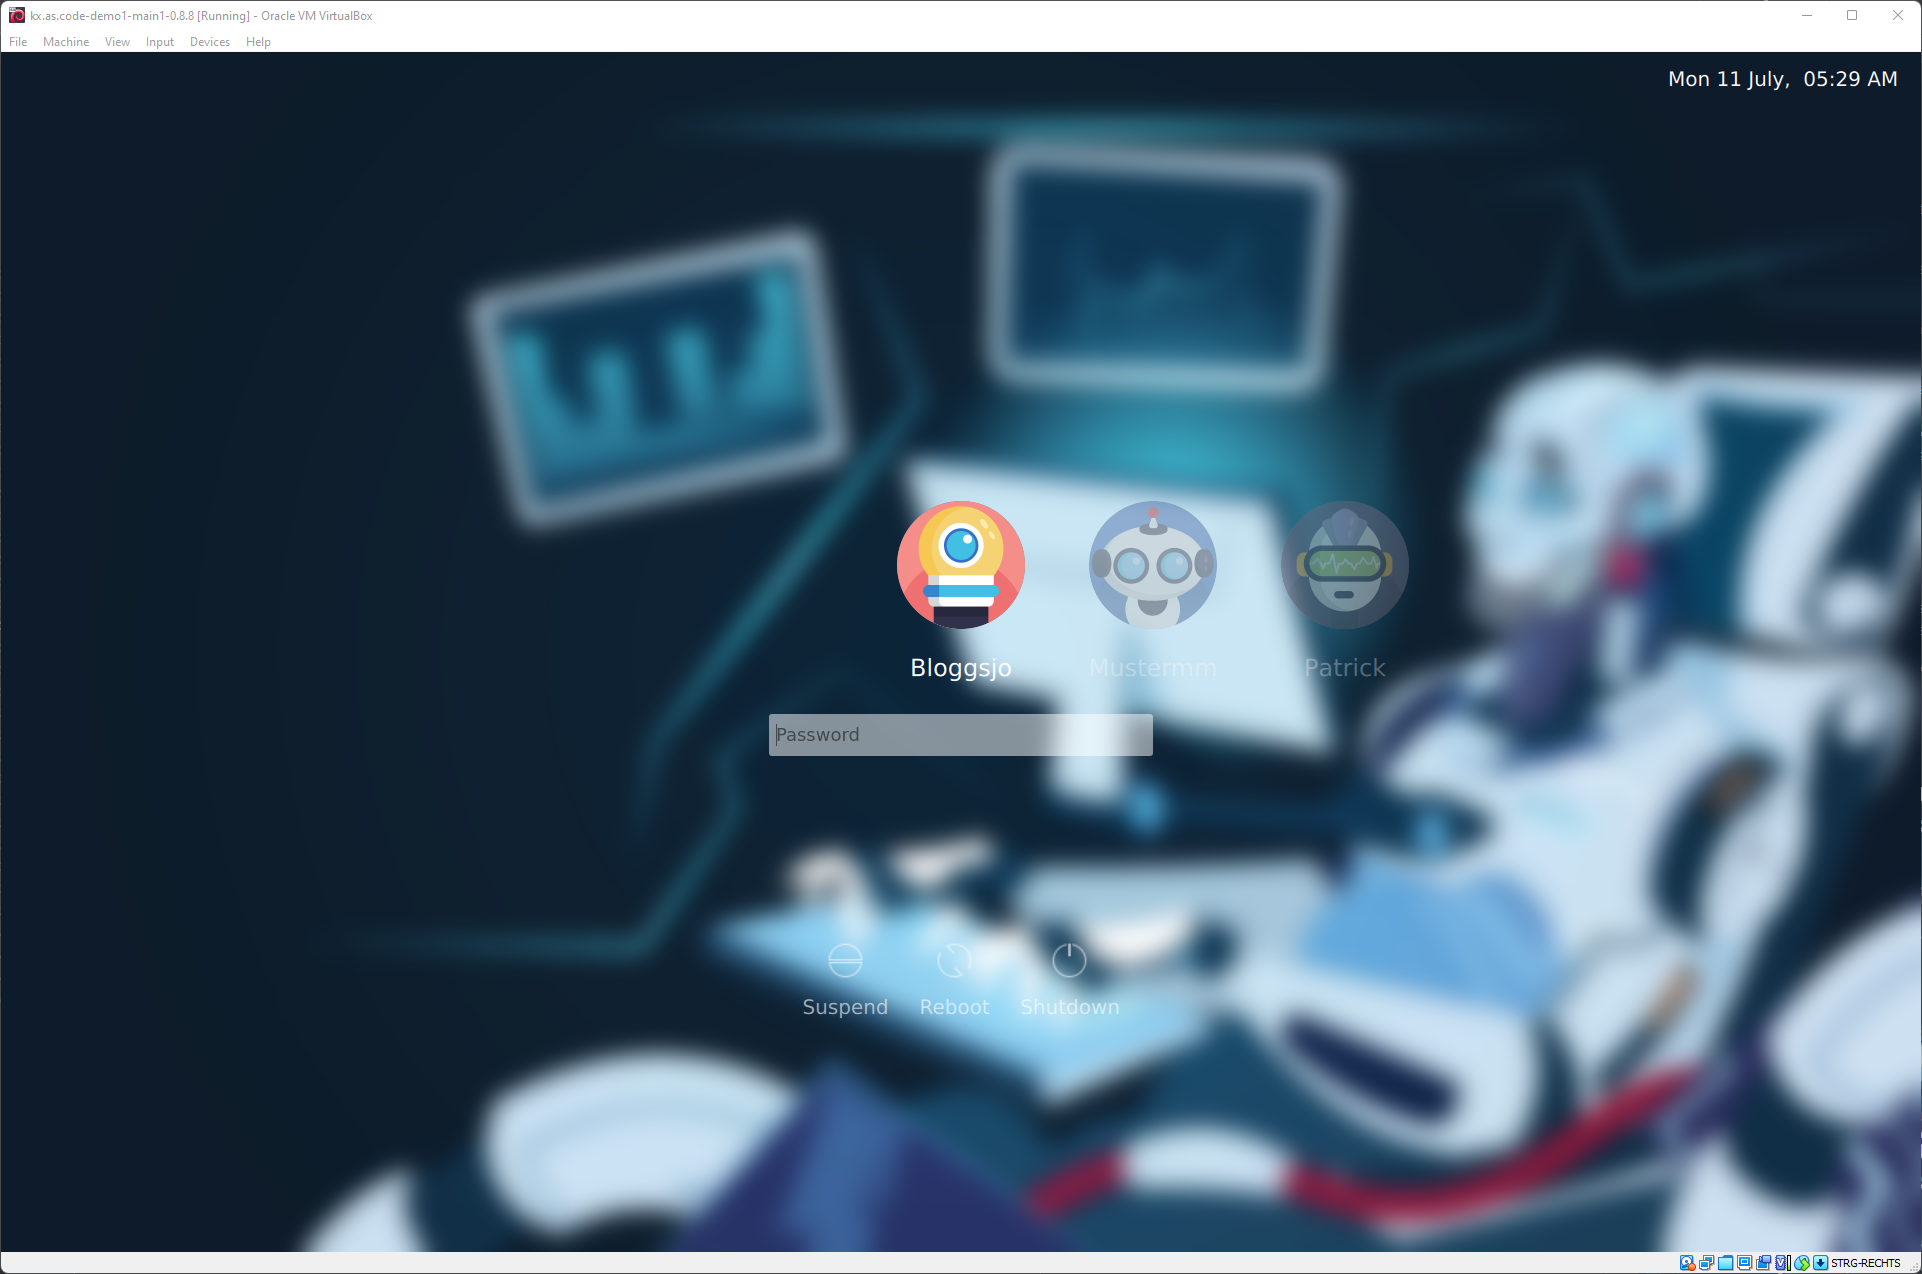 kx.as.code-demo1-main1-0.8.8 [Running] - Oracle VM VirtualBox
File Machine View Input Devices Help
Mon 11 July, 05:29 AM
Bloggsjo Mustermm Patrick
Password
Suspend Reboot Shutdown
STRG-RECHTS